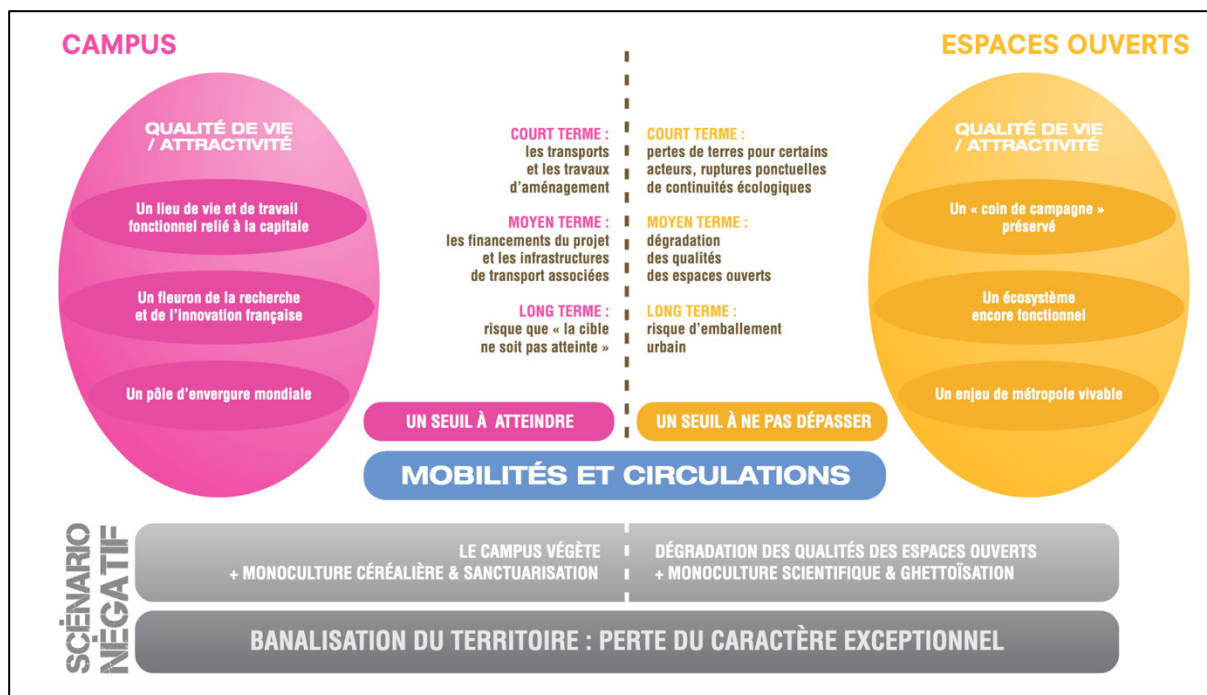 CAMPUS
QUALITÉ DE VIE
/ ATTRACTIVITÉ
Un lieu de vie et de travail
fonctionnel relié à la capitale
Un fleuron de la recherche
et de l'innovation française
Un pôle d'envergure mondiale
COURT TERME :
les transports
et les travaux
d'aménagement
MOYEN TERME :
les financements du projet
et les infrastructures
de transport associées
LONG TERME :
risque que « la cible
ne soit pas atteinte »
UN SEUIL À ATTEINDRE
COURT TERME :
pertes de terres pour certains
acteurs, ruptures ponctuelles
de continuités écologiques
MOYEN TERME :
dégradation
des qualités
des espaces ouverts
LONG TERME :
risque d'emballement
urbain
UN SEUIL À NE PAS DÉPASSER
ESPACES OUVERTS
QUALITÉ DE VIE
/ ATTRACTIVITÉ
Un « coin de campagne »
préservé
Un écosystème
encore fonctionnel
Un enjeu de métropole vivable
MOBILITÉS ET CIRCULATIONS
SCÉNARIO
NÉGATIF
LE CAMPUS VÉGÈTE
+ MONOCULTURE CÉRÉALIÈRE & SANCTUARISATION
DÉGRADATION DES QUALITÉS DES ESPACES OUVERTS
+ MONOCULTURE SCIENTIFIQUE & GHETTOÏSATION
BANALISATION DU TERRITOIRE : PERTE DU CARACTÈRE EXCEPTIONNEL